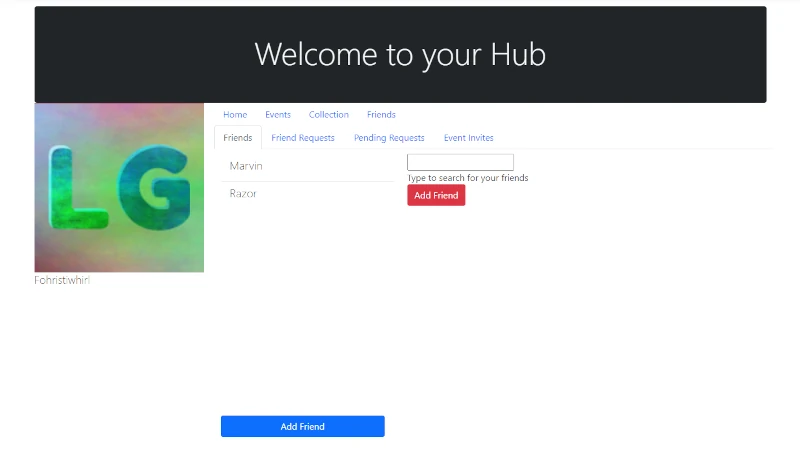 Welcome to your Hub
LG
Fohristiwhirl
Home Events Collection Friends
Friends Friend Requests Pending Requests Event Invites
Marvin
Razor
Type to search for your friends
Add Friend
Add Friend